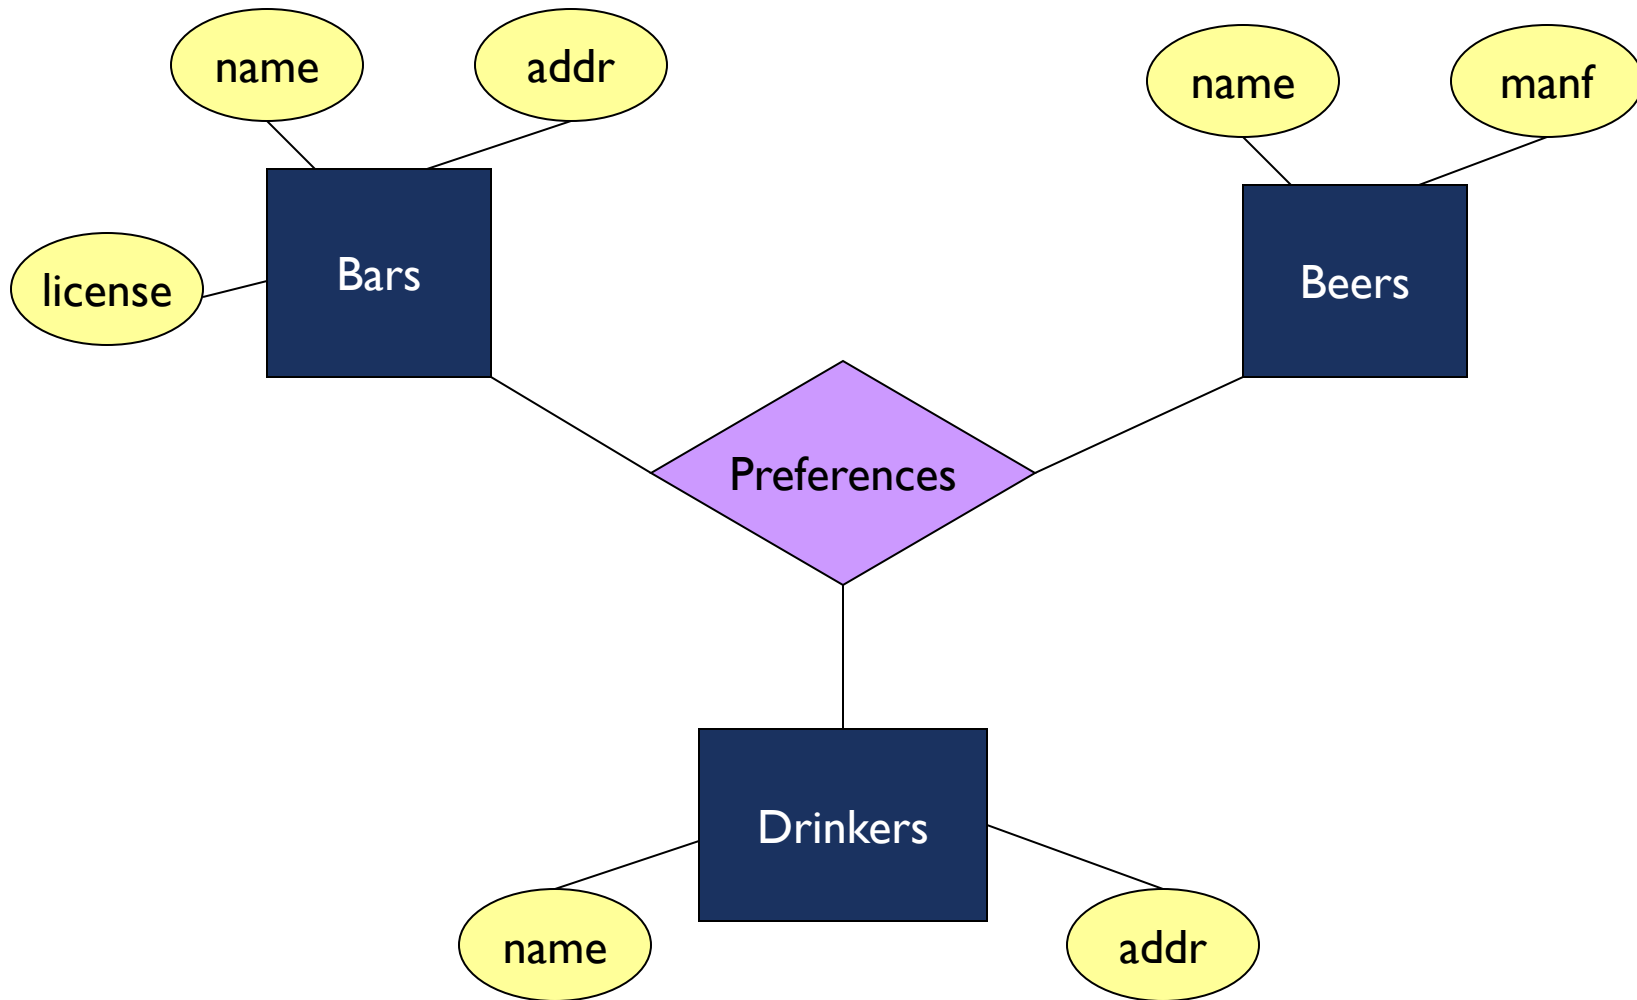 name
addr
name
manf
license
Bars
Beers
Preferences
Drinkers
name
addr